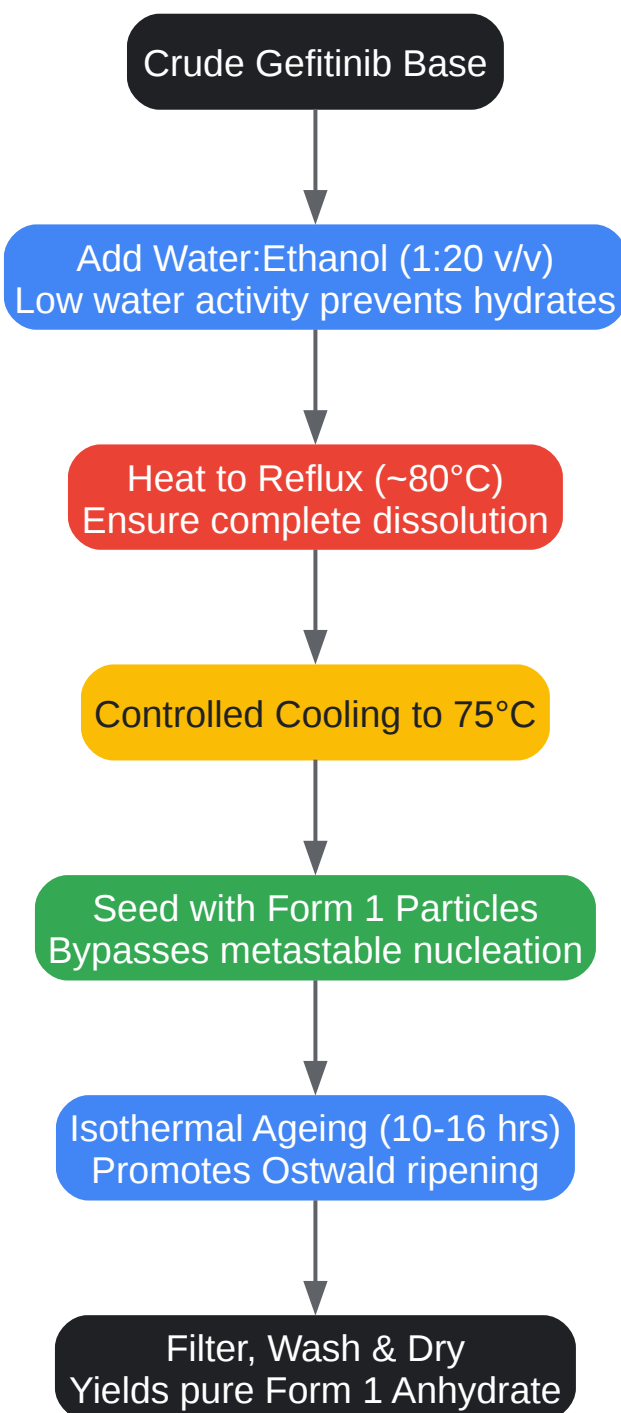 Crude Gefitinib Base
Add Water:Ethanol (1:20 v/v)
Low water activity prevents hydrates
Heat to Reflux (~80°C)
Ensure complete dissolution
Controlled Cooling to 75°C
Seed with Form 1 Particles
Bypasses metastable nucleation
Isothermal Ageing (10-16 hrs)
Promotes Ostwald ripening
Filter, Wash & Dry
Yields pure Form 1 Anhydrate